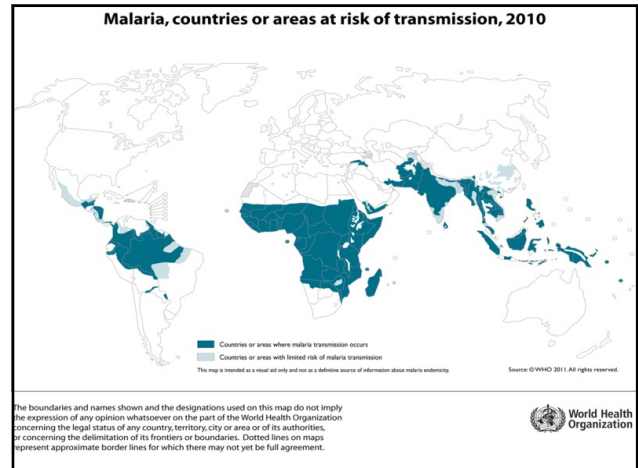 Malaria, countries or areas at risk of transmission, 2010
Countries or areas where malaria transmission occurs
Countries or areas with limited risk of malaria transmission
This map is intended as a visual aid only and not as a definitive source of information about malaria endemicity.
Source: © WHO 2011. All rights reserved.
The boundaries and names shown and the designations used on this map do not imply
the expression of any opinion whatsoever on the part of the World Health Organization
concerning the legal status of any country, territory, city or area or of its authorities,
or concerning the delimitation of its frontiers or boundaries. Dotted lines on maps
represent approximate border lines for which there may not yet be full agreement.
World Health
Organization